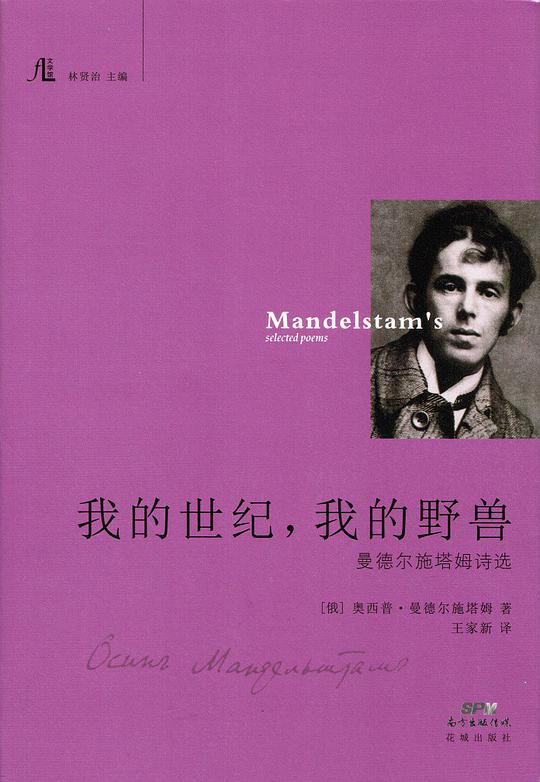 fL 文学馆
林贤治 主编
Mandelstam's
selected poems
我的世纪，我的野兽
曼德尔施塔姆诗选
[俄] 奥西普·曼德尔施塔姆 著
王家新 译
Осипъ Мандельштамъ
SPM
南方出版传媒
花城出版社